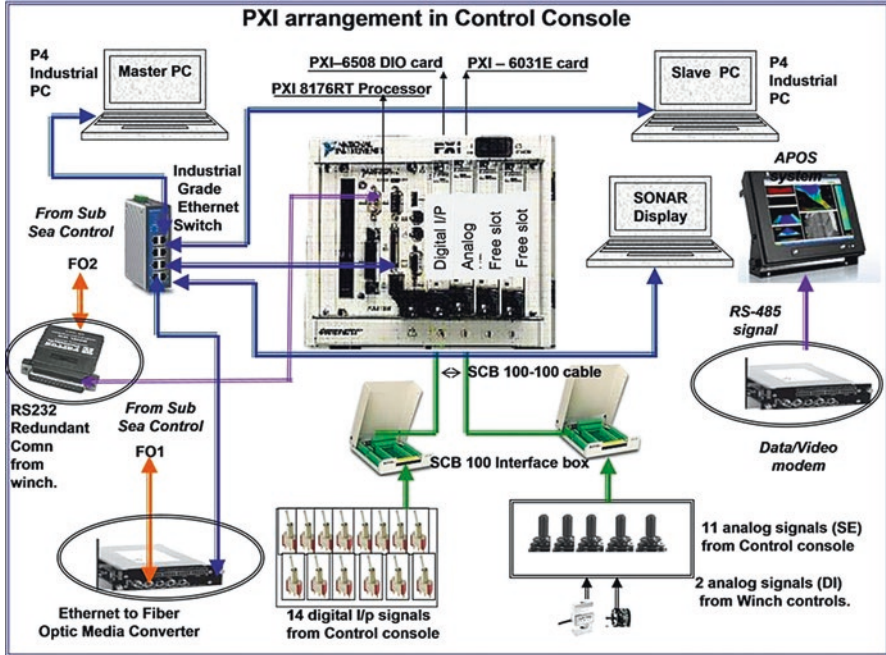 PXI arrangement in Control Console
P4
Industrial
PC
Master PC
PXI–6508 DIO card
PXI – 6031E card
PXI 8176RT Processor
Slave PC
P4
Industrial
PC
NATIONAL
INSTRUMENTS
PXI
Industrial
Grade
Ethernet
Switch
From Sub
Sea Control
FO2
Digital I/P
Analog
Free slot
Free slot
SONAR
Display
APOS
system
RS-485
signal
SCB 100-100 cable
RS232
Redundant
Comn
from
winch.
From Sub
Sea Control
FO1
SCB 100 Interface box
Data/Video
modem
11 analog signals (SE)
from Control console
2 analog signals (DI)
from Winch controls.
Ethernet to Fiber
Optic Media Converter
14 digital I/p signals
from Control console